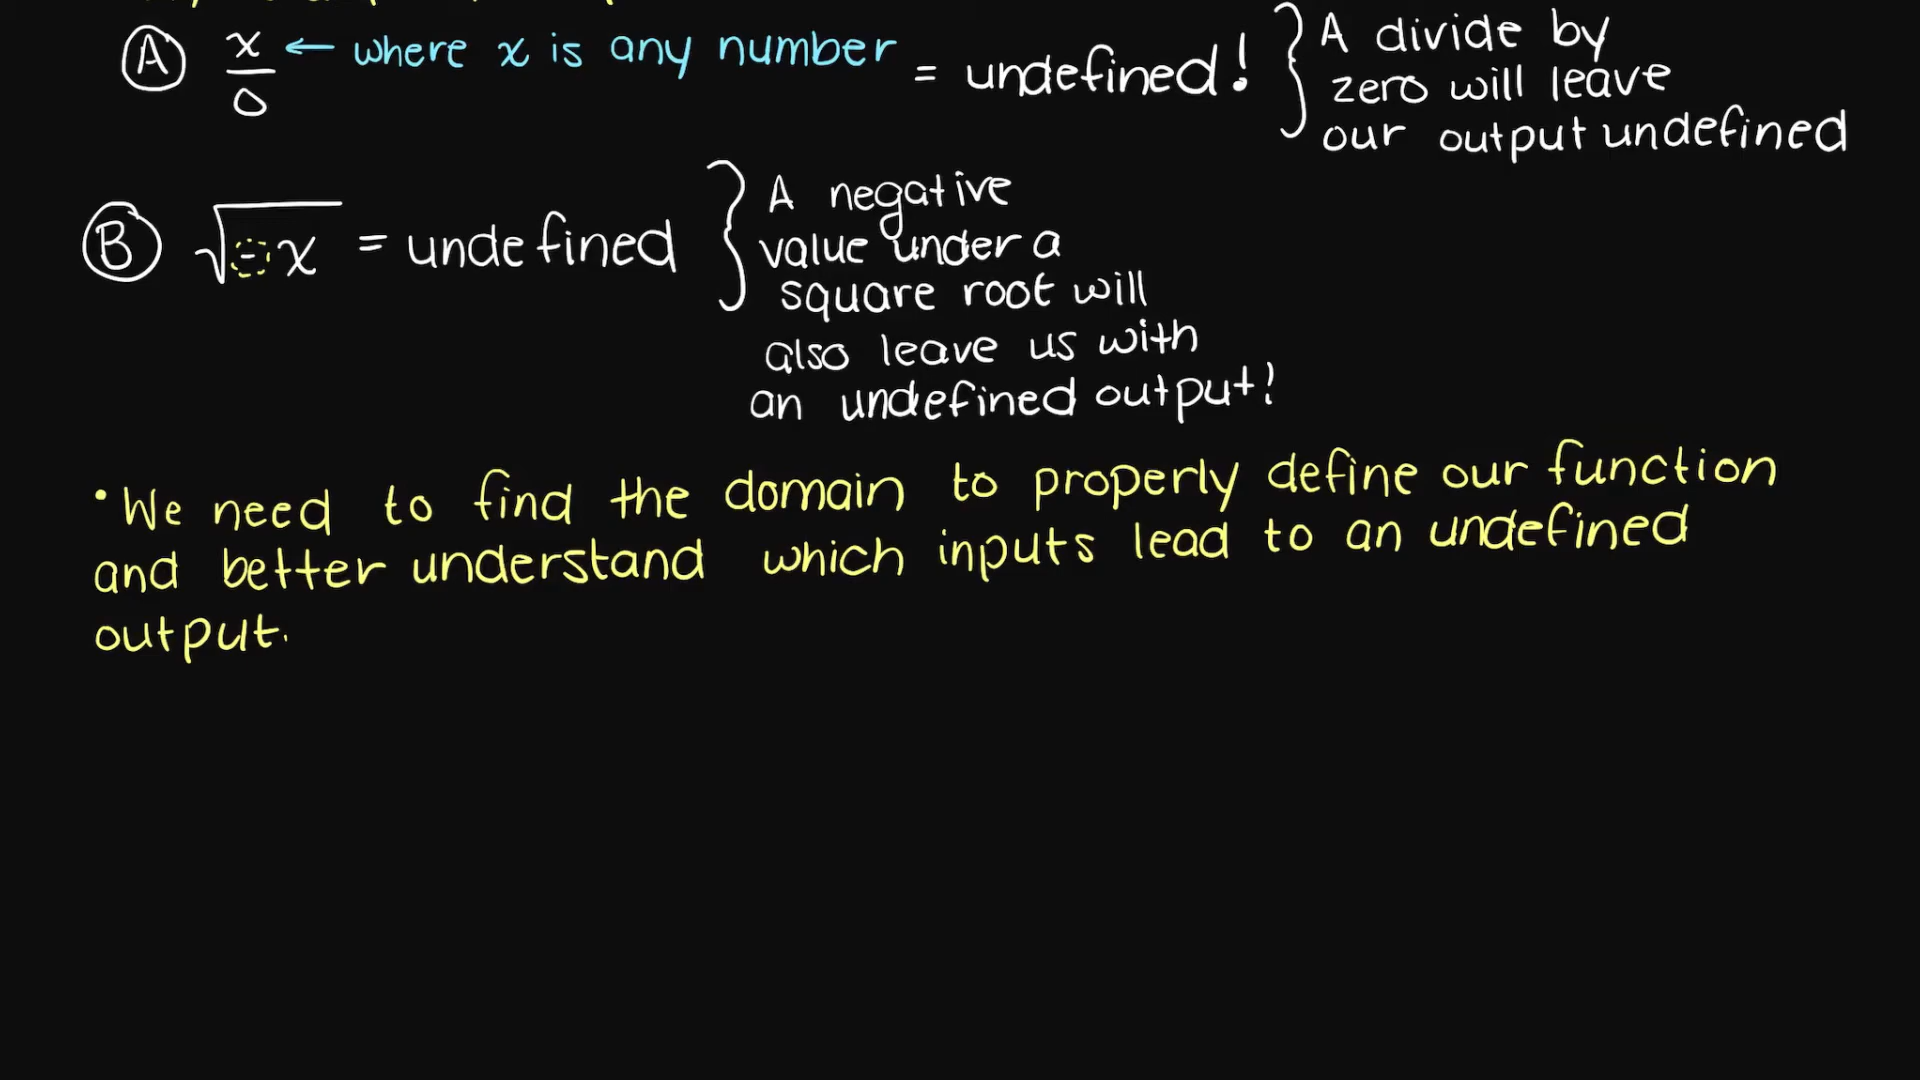 Ⓐ x/0 ← where x is any number = undefined! } A divide by
zero will leave
our output undefined
Ⓑ √-x = undefined } A negative
value under a
square root will
also leave us with
an undefined output!
• We need to find the domain to properly define our function
and better understand which inputs lead to an undefined
output.